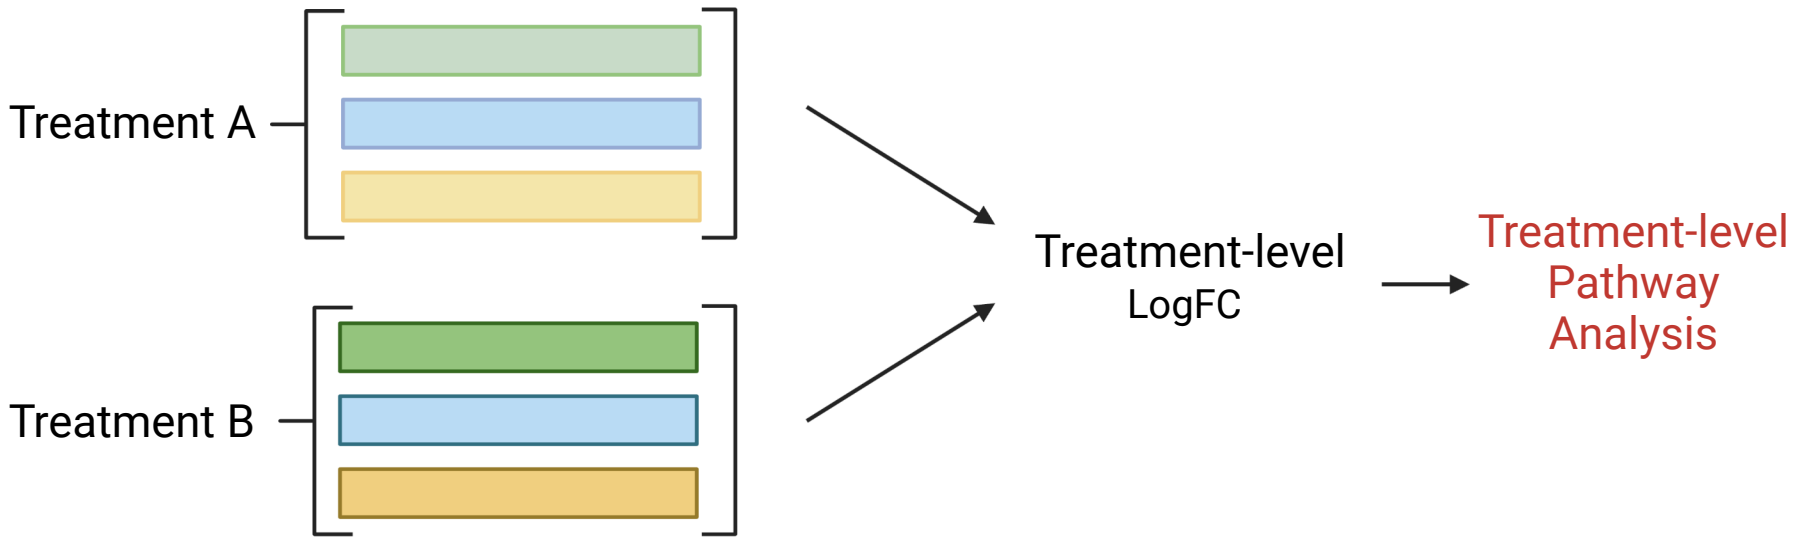 Treatment A
Treatment B
Treatment-level
LogFC
Treatment-level
Pathway
Analysis